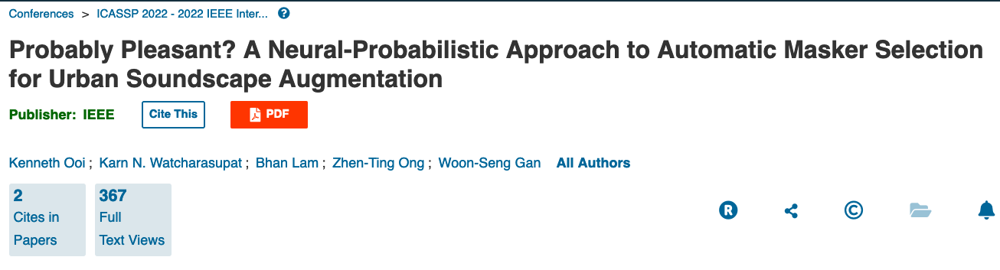 Conferences > ICASSP 2022 - 2022 IEEE Inter... ?
Probably Pleasant? A Neural-Probabilistic Approach to Automatic Masker Selection
for Urban Soundscape Augmentation
Publisher: IEEE Cite This PDF
Kenneth Ooi ; Karn N. Watcharasupat ; Bhan Lam ; Zhen-Ting Ong ; Woon-Seng Gan All Authors
2
Cites in
Papers
367
Full
Text Views
R ©